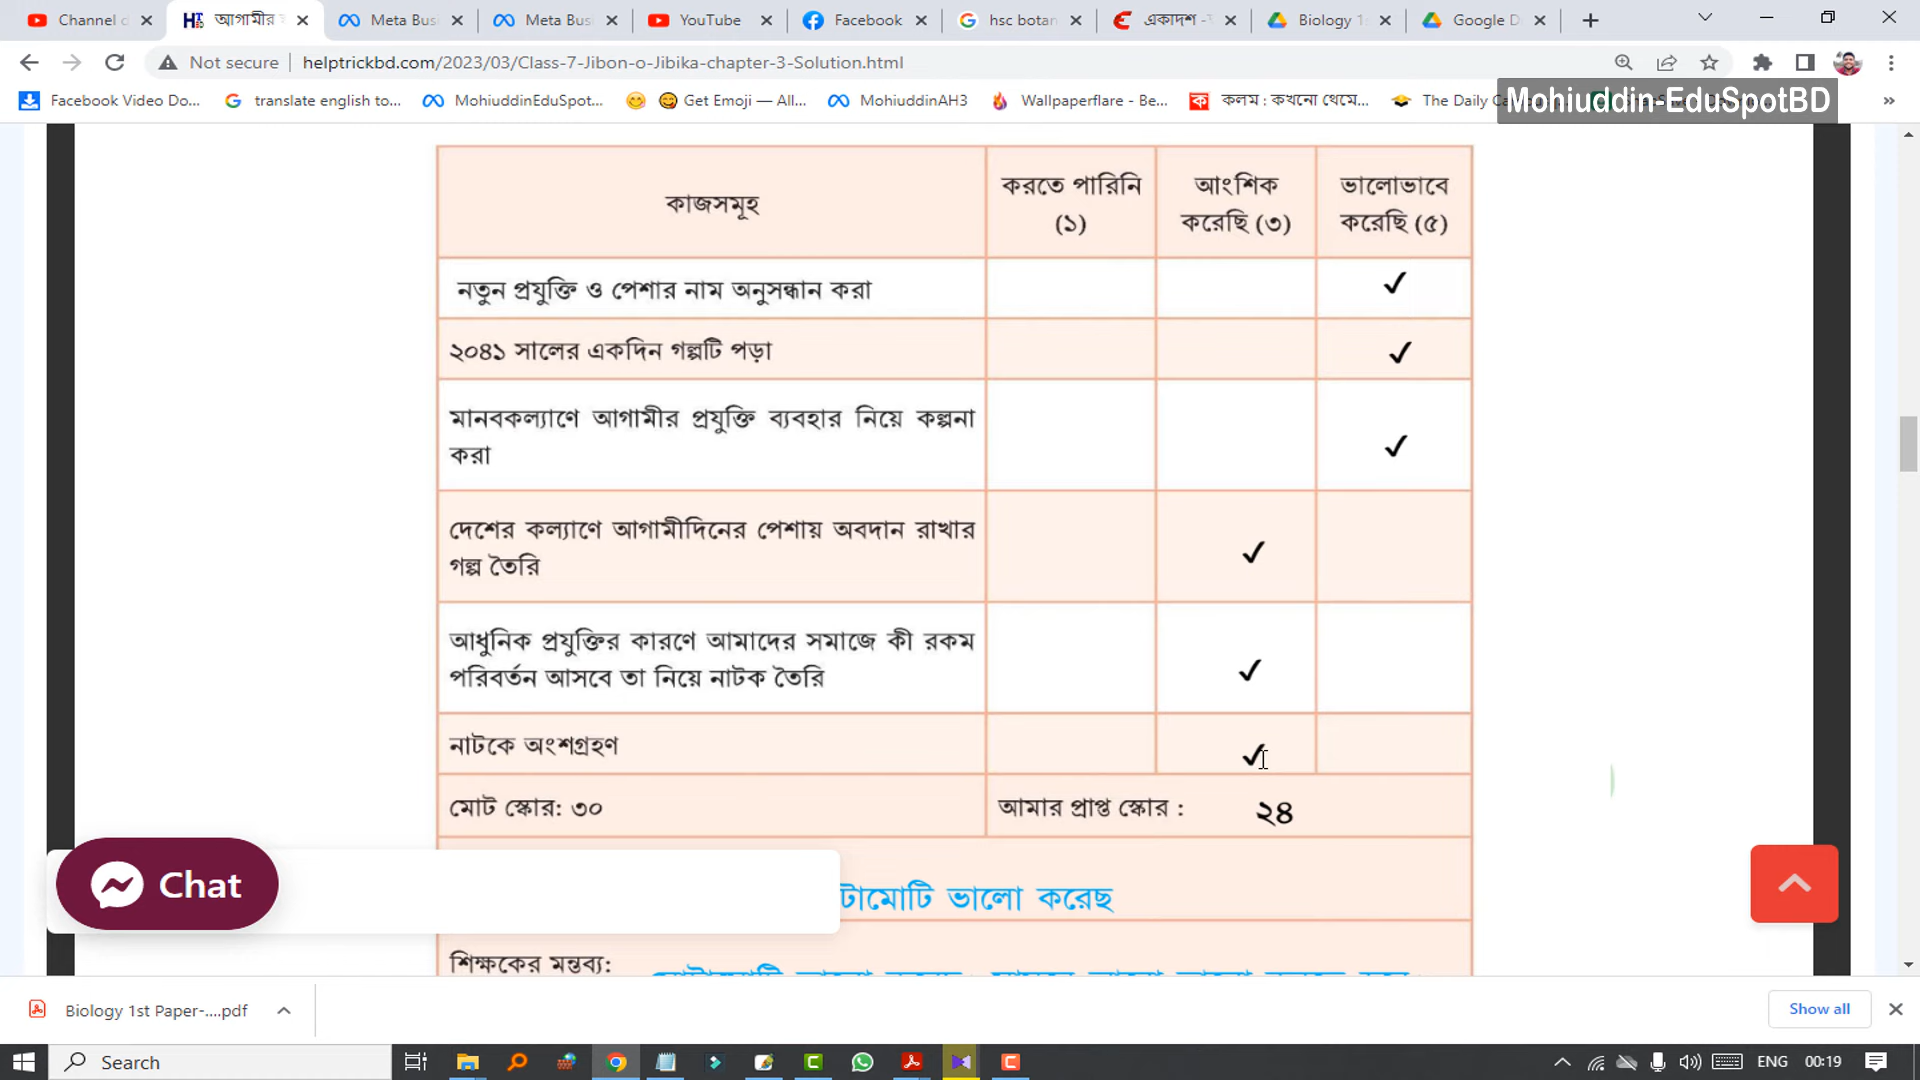 Channel d
আগামীর
Meta Bus
Meta Bus
YouTube
Facebook
hsc botan
একাদশ -
Biology 1
Google D
Not secure
helptrickbd.com/2023/03/Class-7-Jibon-o-Jibika-chapter-3-Solution.html
Facebook Video Do...
translate english to...
MohiuddinEduSpot...
Get Emoji — All...
MohiuddinAH3
Wallpaperflare - Be...
কলম : কখনো থেমে...
The Daily Ca
Mohiuddin-EduSpotBD
কাজসমূহ
করতে পারিনি
(১)
আংশিক
করেছি (৩)
ভালোভাবে
করেছি (৫)
নতুন প্রযুক্তি ও পেশার নাম অনুসন্ধান করা ✓
২০৪১ সালের একদিন গল্পটি পড়া ✓
মানবকল্যাণে আগামীর প্রযুক্তি ব্যবহার নিয়ে কল্পনা
করা ✓
দেশের কল্যাণে আগামীদিনের পেশায় অবদান রাখার
গল্প তৈরি ✓
আধুনিক প্রযুক্তির কারণে আমাদের সমাজে কী রকম
পরিবর্তন আসবে তা নিয়ে নাটক তৈরি ✓
নাটকে অংশগ্রহণ ✓
মোট স্কোর: ৩০
আমার প্রাপ্ত স্কোর : ২৪
টামোটি ভালো করেছ
শিক্ষকের মন্তব্য:
Chat
Biology 1st Paper-....pdf
Show all
Search
ENG
00:19